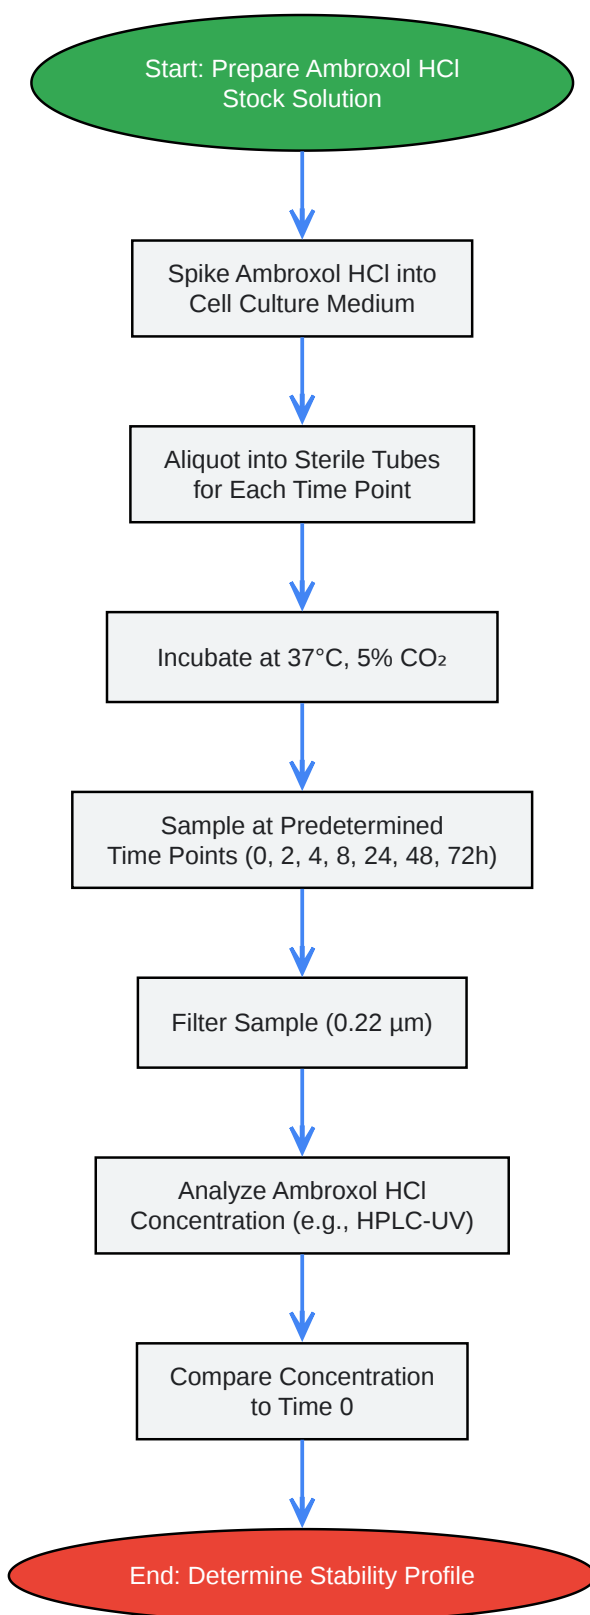 Start: Prepare Ambroxol HCl
Stock Solution
Spike Ambroxol HCl into
Cell Culture Medium
Aliquot into Sterile Tubes
for Each Time Point
Incubate at 37°C, 5% CO₂
Sample at Predetermined
Time Points (0, 2, 4, 8, 24, 48, 72h)
Filter Sample (0.22 µm)
Analyze Ambroxol HCl
Concentration (e.g., HPLC-UV)
Compare Concentration
to Time 0
End: Determine Stability Profile